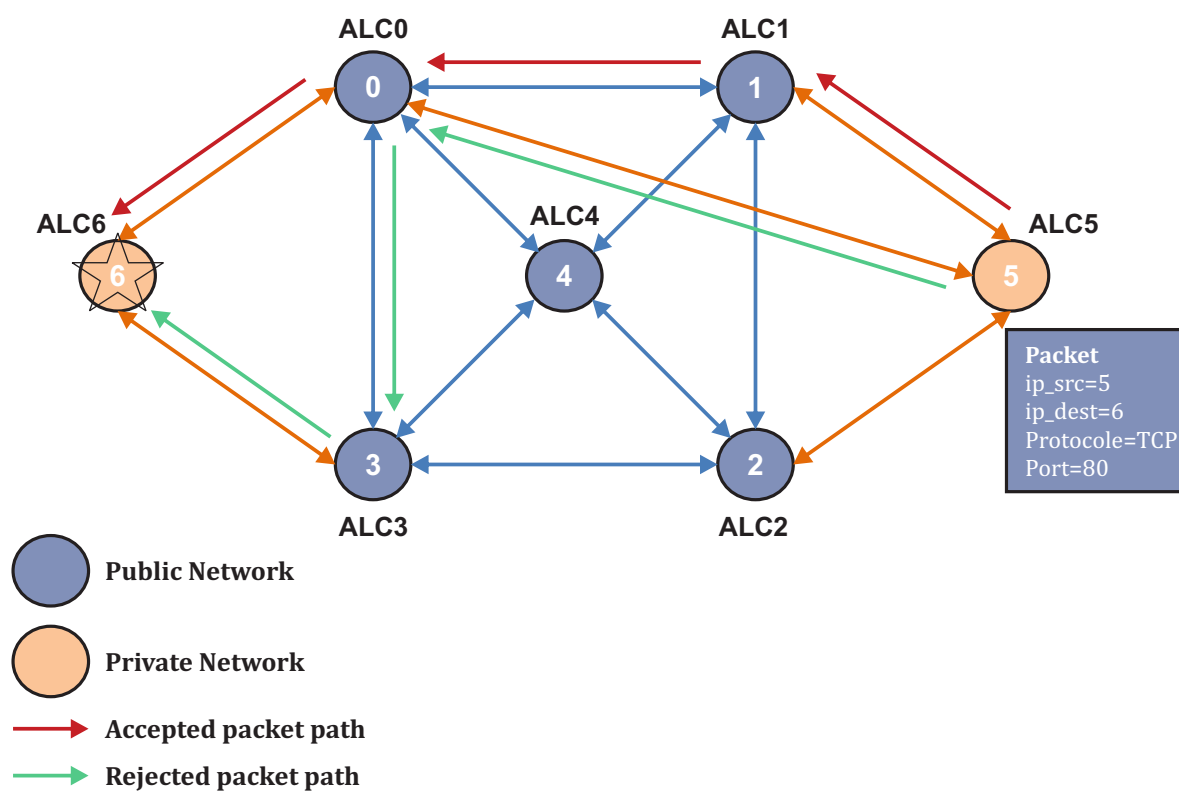 ALC0
ALC1
0
1
ALC6
ALC4
ALC5
6
4
5
Packet
ip_src=5
ip_dest=6
Protocole=TCP
Port=80
3
2
ALC3
ALC2
Public Network
Private Network
Accepted packet path
Rejected packet path